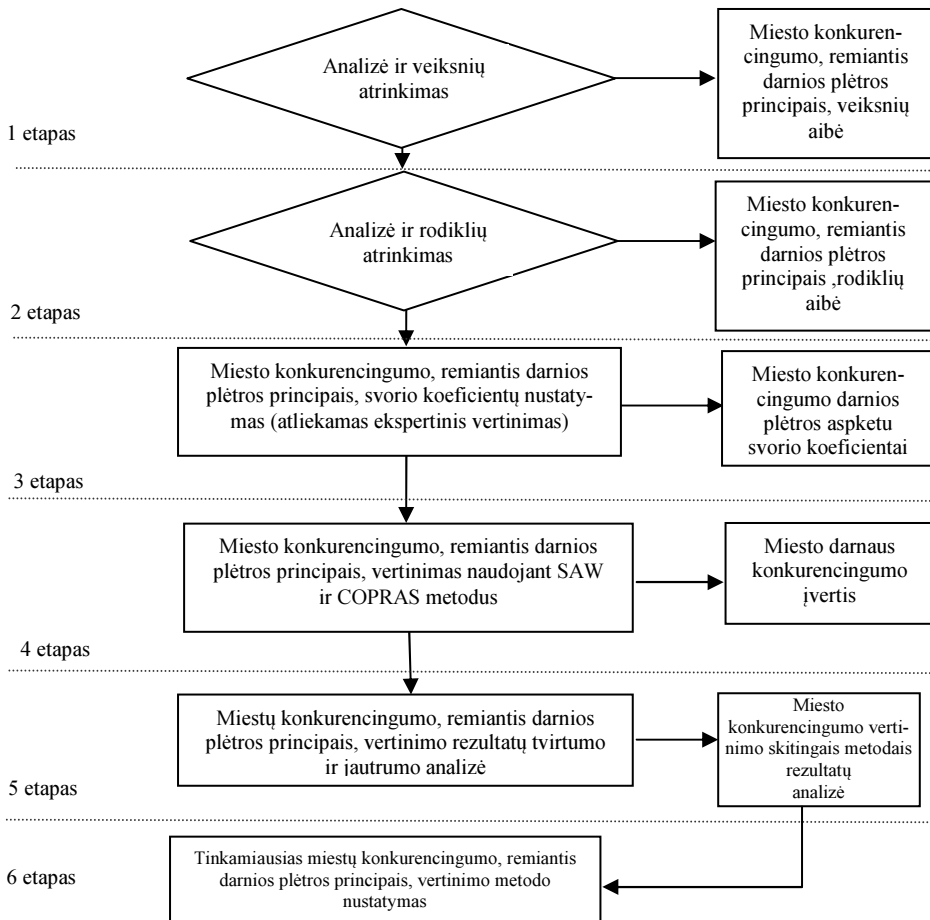 Analizė ir veiksnių
atrinkimas
Miesto konkuren-
cingumo, remiantis
darnios plėtros
principais, veiksnių
aibė
1 etapas
Analizė ir rodiklių
atrinkimas
Miesto konkuren-
cingumo, remiantis
darnios plėtros
principais ,rodiklių
aibė
2 etapas
Miesto konkurencingumo, remiantis darnios
plėtros principais, svorio koeficientų nustaty-
mas (atliekamas ekspertinis vertinimas)
Miesto konkuren-
cingumo darnios
plėtros aspketu
svorio koeficientai
3 etapas
Miesto konkurencingumo, remiantis darnios
plėtros principais, vertinimas naudojant SAW
ir COPRAS metodus
Miesto darnaus
konkurencingumo
įvertis
4 etapas
Miestų konkurencingumo, remiantis darnios
plėtros principais, vertinimo rezultatų tvirtumo
ir jautrumo analizė
Miesto
konkurencingumo verti-
nimo skitingais metodais
rezultatų
analizė
5 etapas
Tinkamiausias miestų konkurencingumo, remiantis
darnios plėtros principais, vertinimo metodo
nustatymas
6 etapas